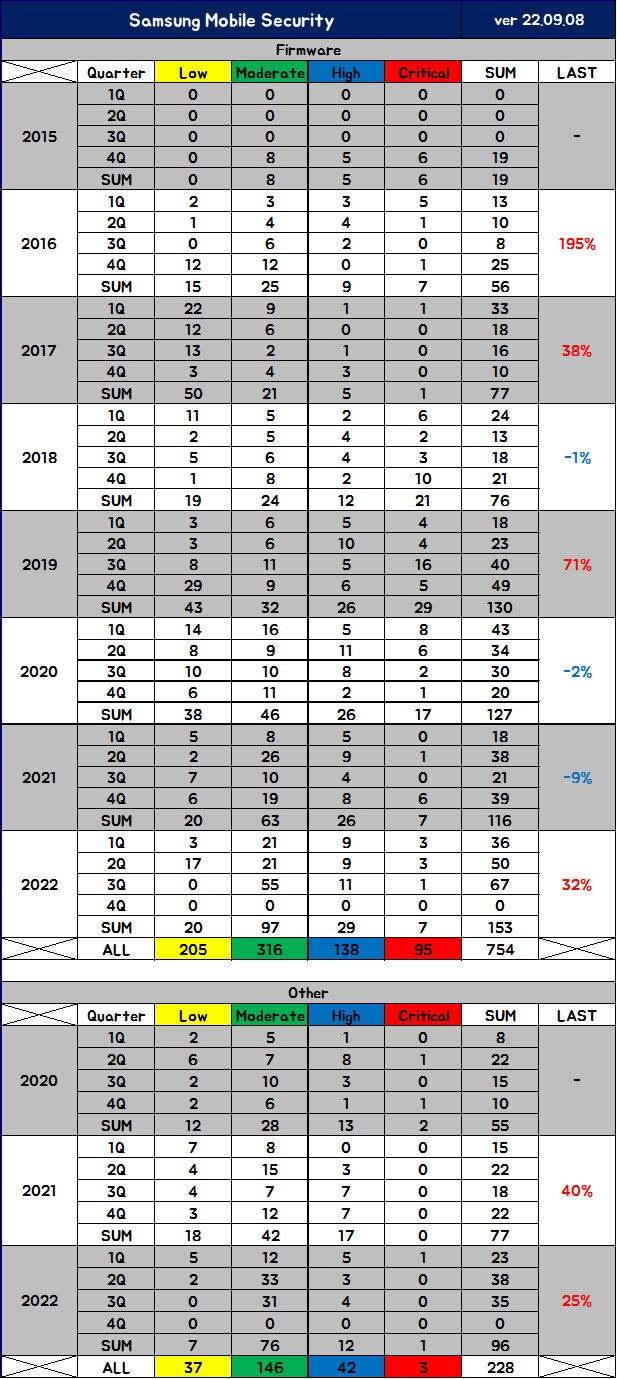 Samsung Mobile Security ver 22.09.08
Firmware
Quarter Low Moderate High Critical SUM LAST
1Q 0 0 0 0 0
2Q 0 0 0 0 0
2015 3Q 0 0 0 0 0 -
4Q 0 8 5 6 19
SUM 0 8 5 6 19
1Q 2 3 3 5 13
2Q 1 4 4 1 10
2016 3Q 0 6 2 0 8 195%
4Q 12 12 0 1 25
SUM 15 25 9 7 56
1Q 22 9 1 1 33
2Q 12 6 0 0 18
2017 3Q 13 2 1 0 16 38%
4Q 3 4 3 0 10
SUM 50 21 5 1 77
1Q 11 5 2 6 24
2Q 2 5 4 2 13
2018 3Q 5 6 4 3 18 -1%
4Q 1 8 2 10 21
SUM 19 24 12 21 76
1Q 3 6 5 4 18
2Q 3 6 10 4 23
2019 3Q 8 11 5 16 40 71%
4Q 29 9 6 5 49
SUM 43 32 26 29 130
1Q 14 16 5 8 43
2Q 8 9 11 6 34
2020 3Q 10 10 8 2 30 -2%
4Q 6 11 2 1 20
SUM 38 46 26 17 127
1Q 5 8 5 0 18
2Q 2 26 9 1 38
2021 3Q 7 10 4 0 21 -9%
4Q 6 19 8 6 39
SUM 20 63 26 7 116
1Q 3 21 9 3 36
2Q 17 21 9 3 50
2022 3Q 0 55 11 1 67 32%
4Q 0 0 0 0 0
SUM 20 97 29 7 153
ALL 205 316 138 95 754
Other
Quarter Low Moderate High Critical SUM LAST
1Q 2 5 1 0 8
2Q 6 7 8 1 22
2020 3Q 2 10 3 0 15 -
4Q 2 6 1 1 10
SUM 12 28 13 2 55
1Q 7 8 0 0 15
2Q 4 15 3 0 22
2021 3Q 4 7 7 0 18 40%
4Q 3 12 7 0 22
SUM 18 42 17 0 77
1Q 5 12 5 1 23
2Q 2 33 3 0 38
2022 3Q 0 31 4 0 35 25%
4Q 0 0 0 0 0
SUM 7 76 12 1 96
ALL 37 146 42 3 228